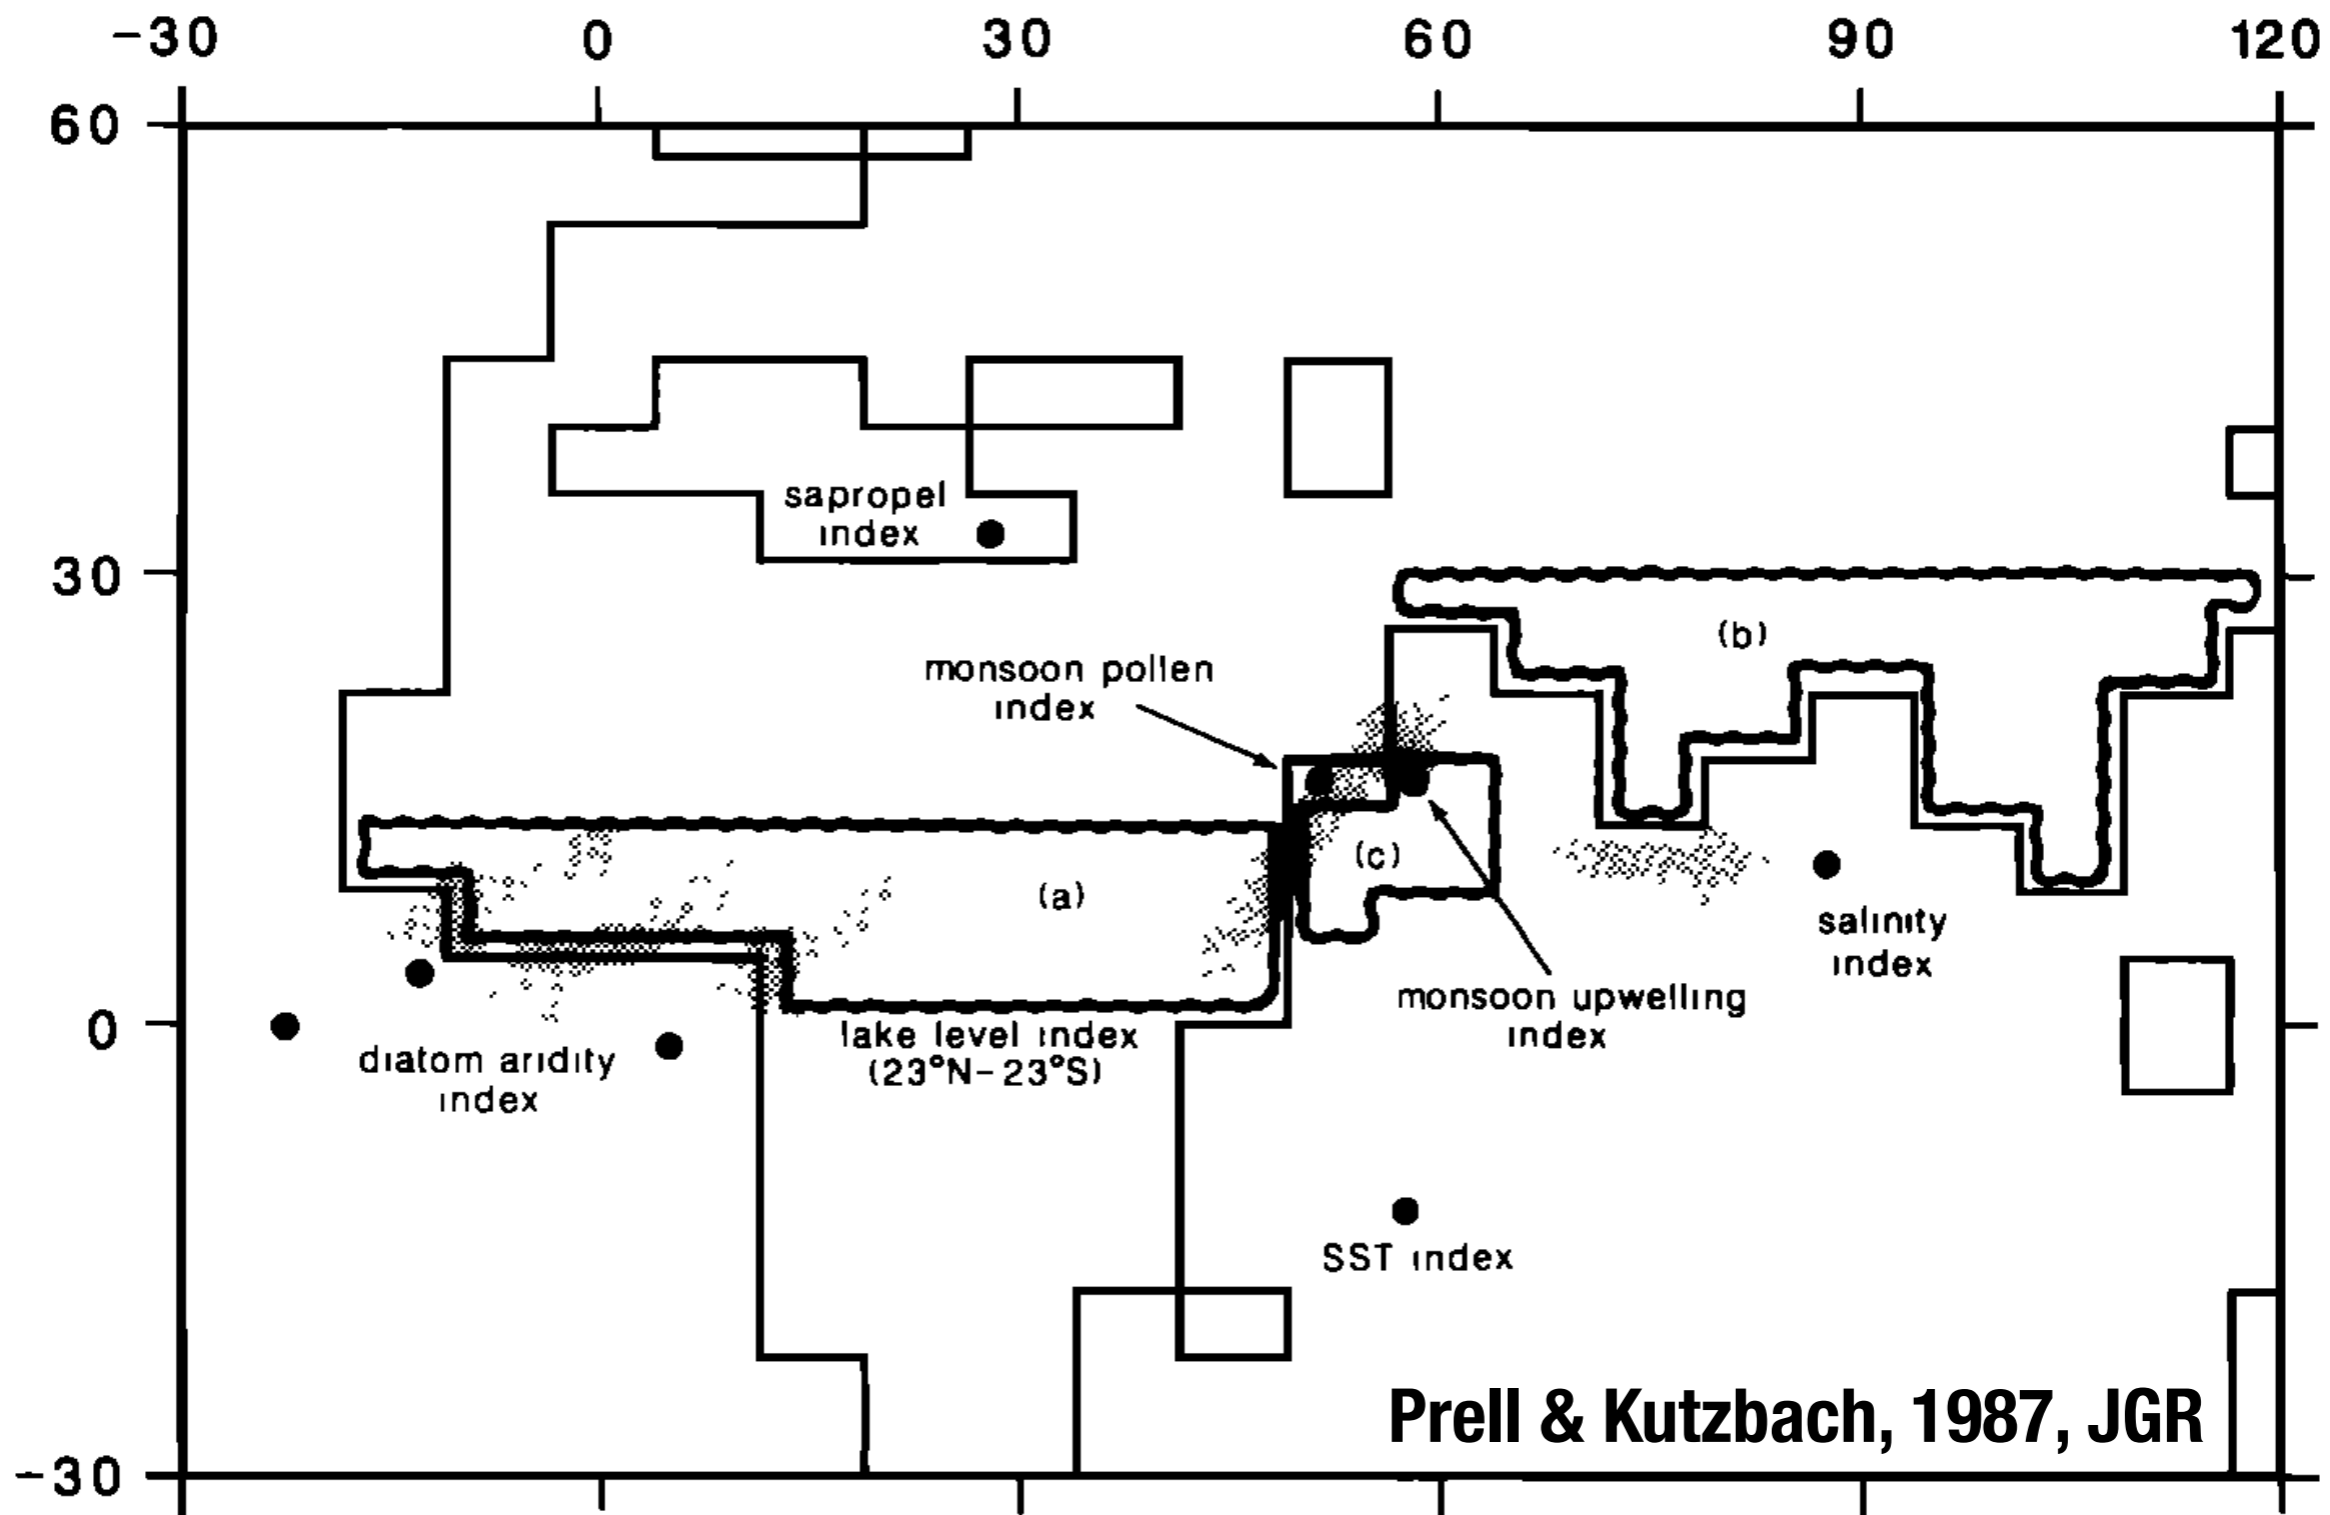 -30 0 30 60 90 120
60
sapropel
index
30
(b)
monsoon pollen
index
(c)
(a)
salinity
index
monsoon upwelling
index
0
lake level index
(23°N-23°S)
diatom aridity
index
SST index
Prell & Kutzbach, 1987, JGR
-30